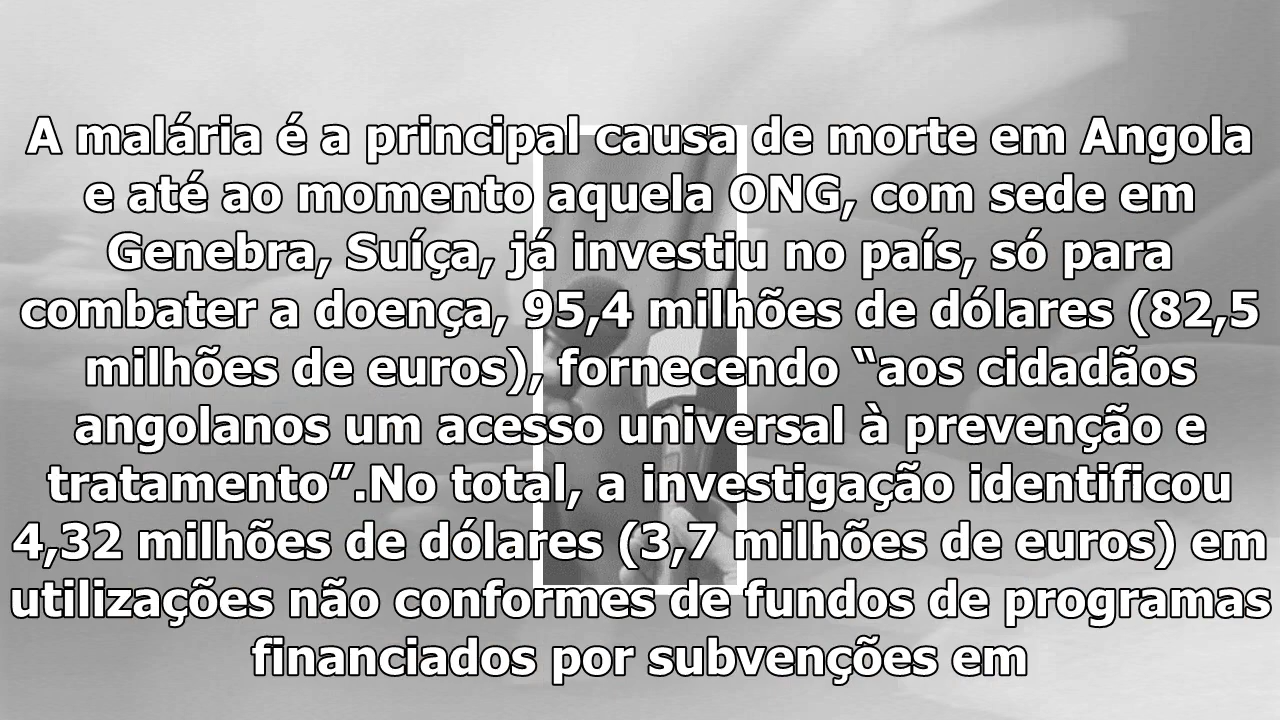 A malária é a principal causa de morte em Angola
e até ao momento aquela ONG, com sede em
Genebra, Suíça, já investiu no país, só para
combater a doença, 95,4 milhões de dólares (82,5
milhões de euros), fornecendo “aos cidadãos
angolanos um acesso universal à prevenção e
tratamento”.No total, a investigação identificou
4,32 milhões de dólares (3,7 milhões de euros) em
utilizações não conformes de fundos de programas
financiados por subvenções em